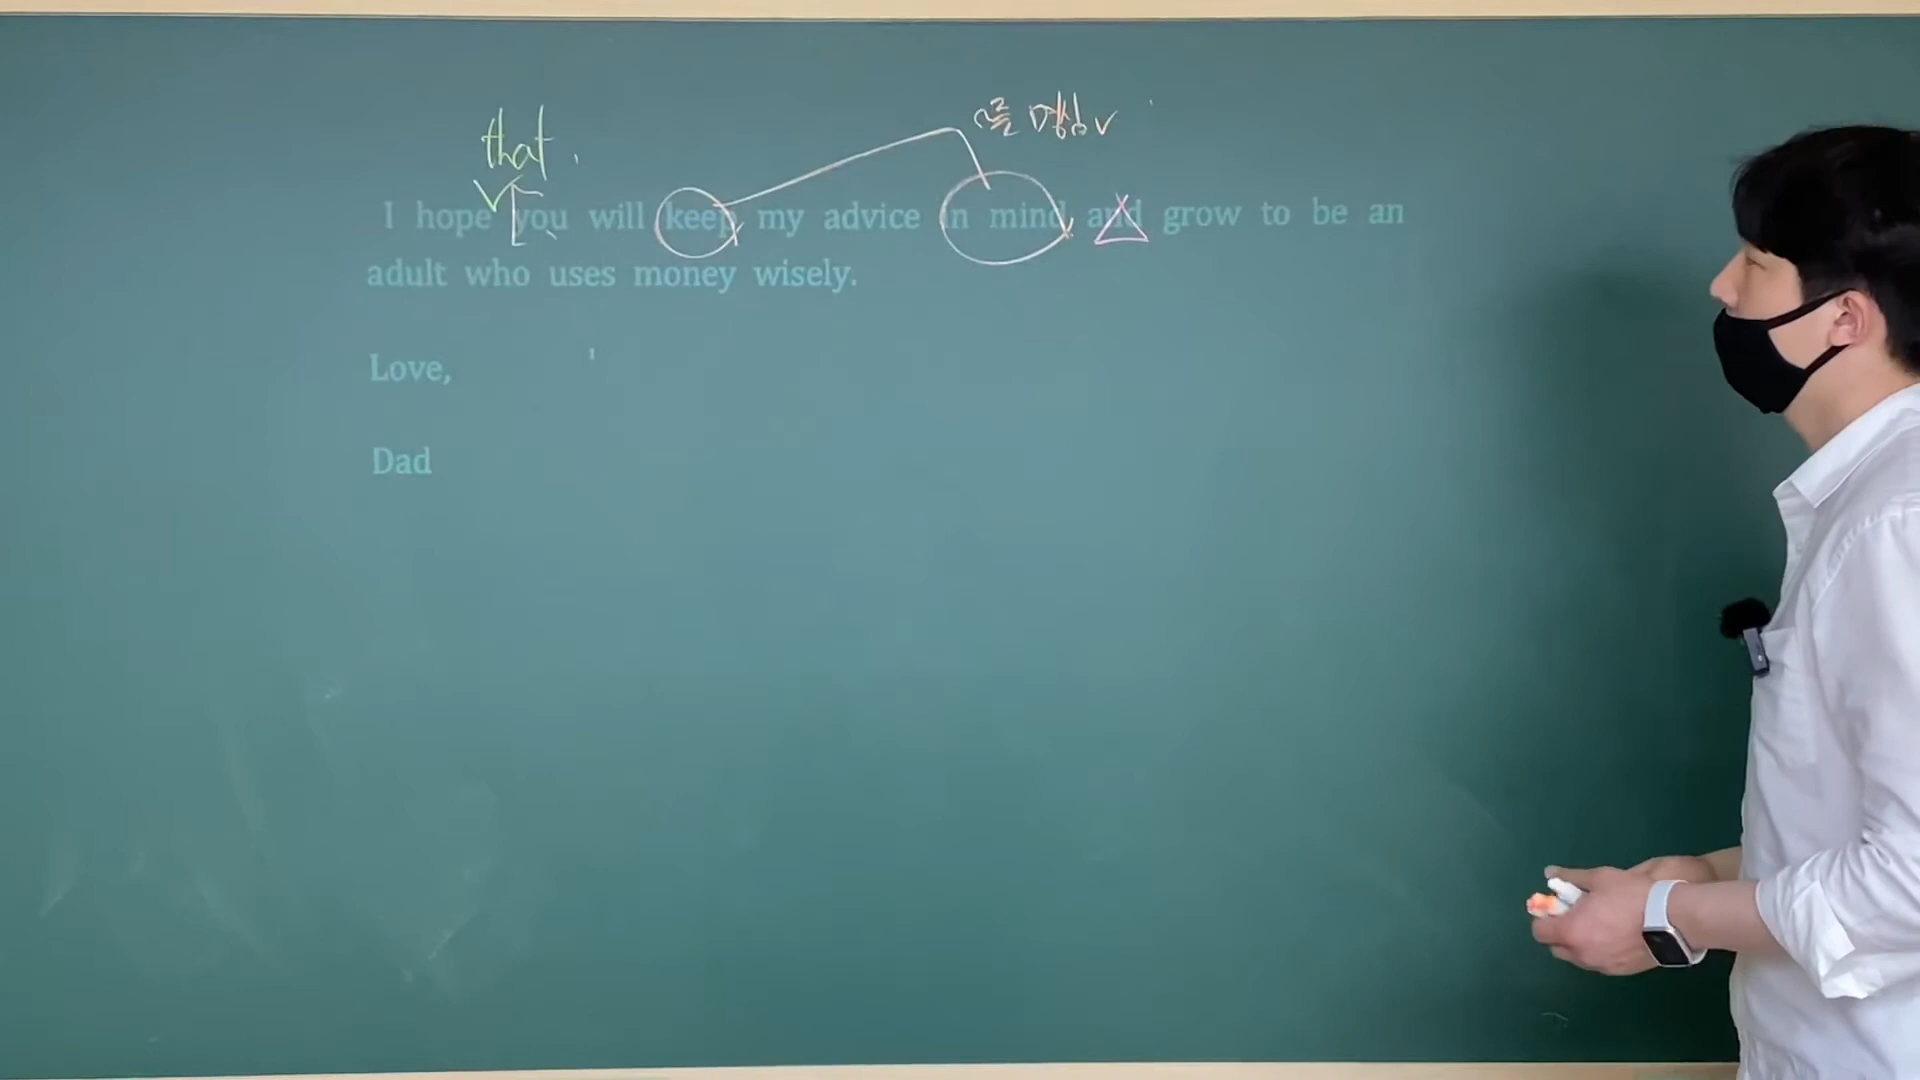 that
~를 명심V
I hope you will keep my advice in mind and grow to be an
adult who uses money wisely.
Love,
Dad